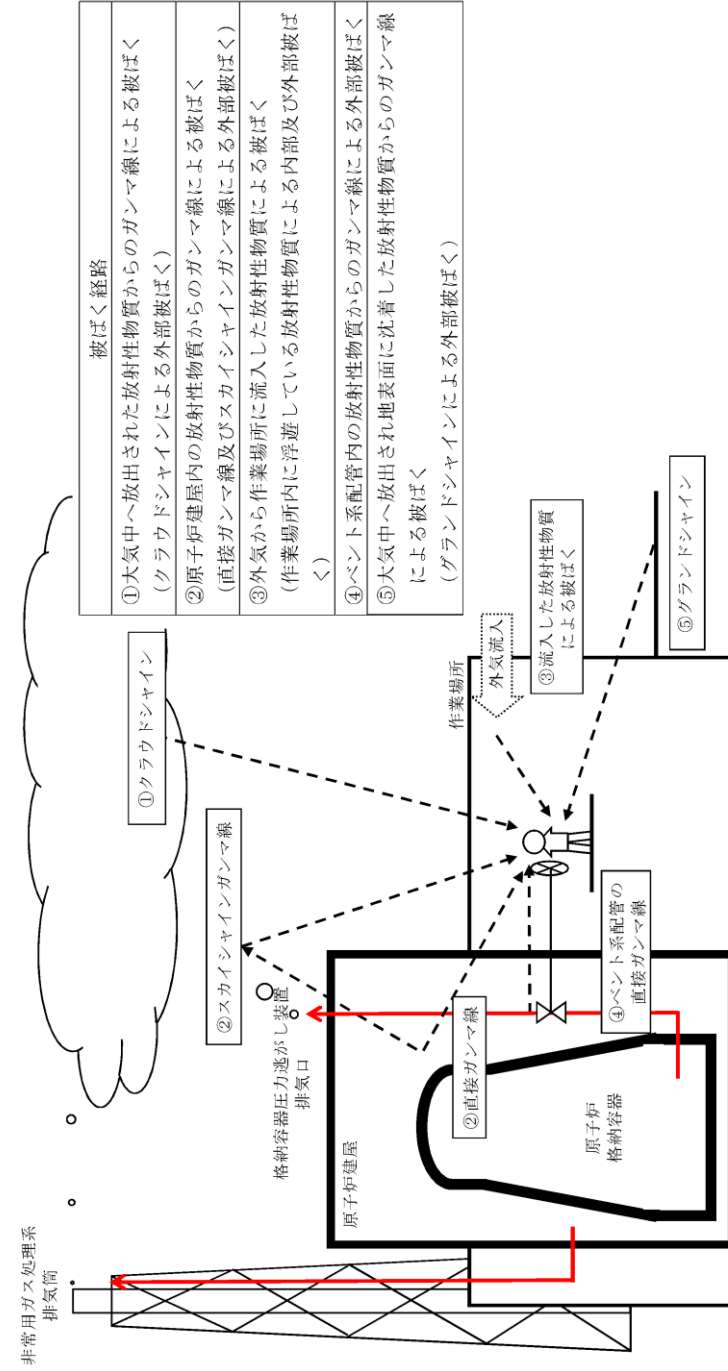 被ばく経路
①大気中へ放出された放射性物質からのガンマ線による被ばく
(クラウドシャインによる外部被ばく)
②原子炉建屋内の放射性物質からのガンマ線による被ばく
(直接ガンマ線及びスカイシャインガンマ線による外部被ばく)
③外気から作業場所に流入した放射性物質による被ばく
(作業場所内に浮遊している放射性物質による内部及び外部被ば
く)
④ベント系配管内の放射性物質からのガンマ線による外部被ばく
⑤大気中へ放出され地表面に沈着した放射性物質からのガンマ線
による被ばく
(グランドシャインによる外部被ばく)
非常用ガス処理系
排気筒
①クラウドシャイン
②スカイシャインガンマ線
格納容器圧力逃がし装置
排気口
作業場所
外気流入
③流入した放射性物質
による被ばく
⑤グランドシャイン
原子炉建屋
②直接ガンマ線
原子炉
格納容器
④ベント系配管の
直接ガンマ線